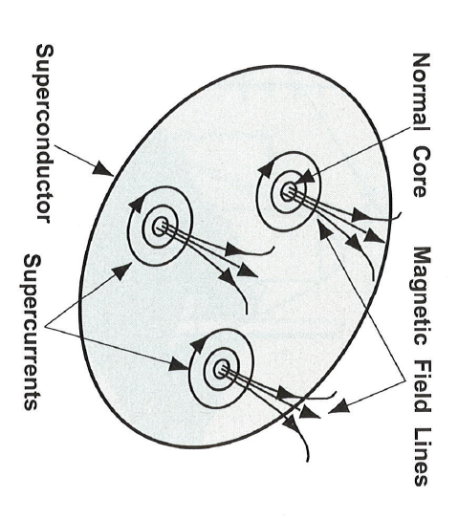 Normal Core
Magnetic Field Lines
Superconductor
Supercurrents